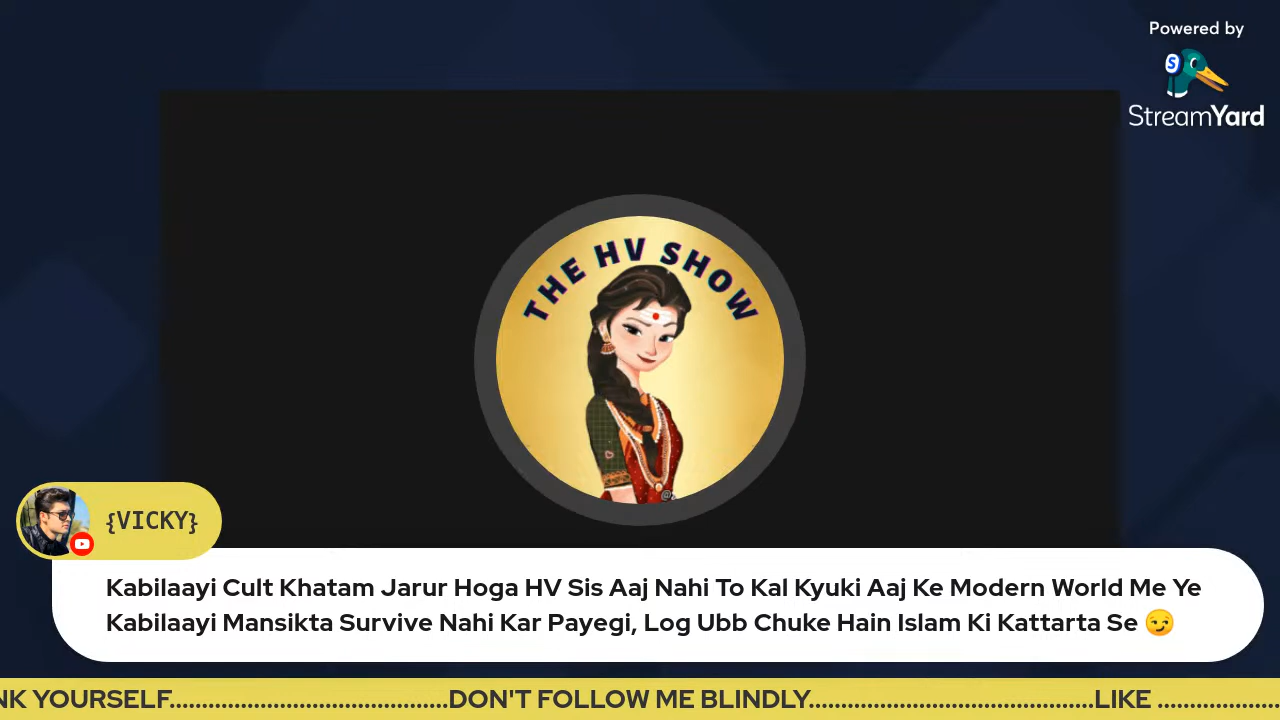 Powered by
StreamYard
THE HV SHOW
{VICKY}
Kabilaayi Cult Khatam Jarur Hoga HV Sis Aaj Nahi To Kal Kyuki Aaj Ke Modern World Me Ye
Kabilaayi Mansikta Survive Nahi Kar Payegi, Log Ubb Chuke Hain Islam Ki Kattarta Se 😏
NK YOURSELF............................................DON'T FOLLOW ME BLINDLY.............................................LIKE ...................